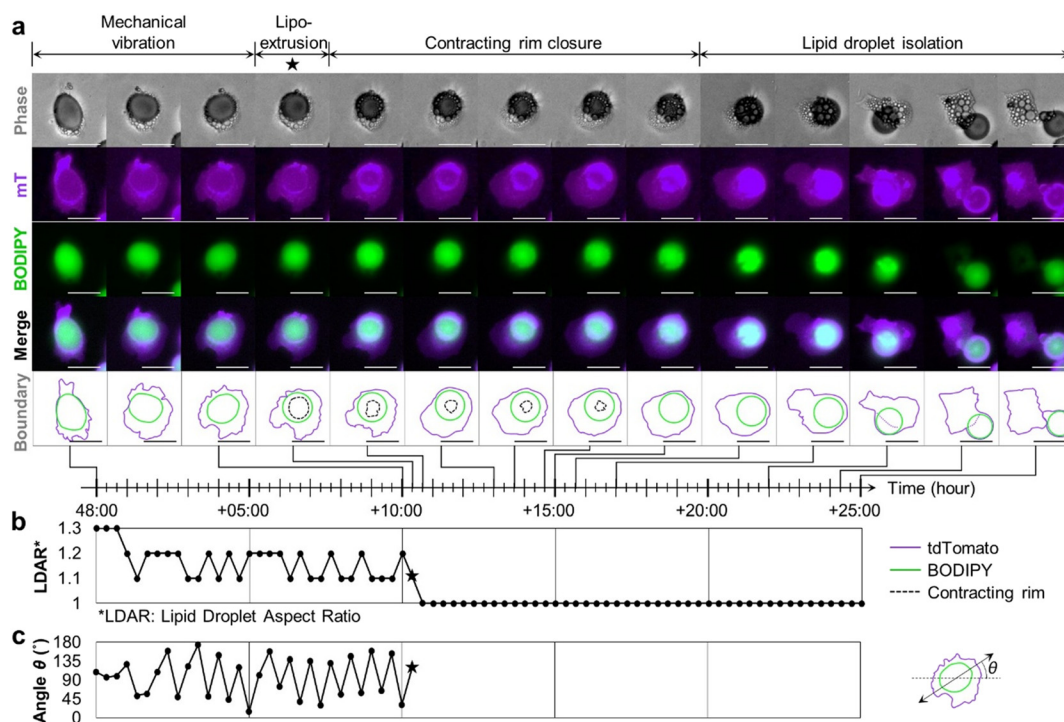 a
Mechanical
vibration
Lipo-
extrusion
★
Contracting rim closure
Lipid droplet isolation
Phase
mT
BODIPY
Merge
Boundary
Time (hour)
48:00 +05:00 +10:00 +15:00 +20:00 +25:00
b
LDAR*
1.3
1.2
1.1
1
*LDAR: Lipid Droplet Aspect Ratio
tdTomato
BODIPY
Contracting rim
c
Angle θ (°)
180
135
90
45
0
θ